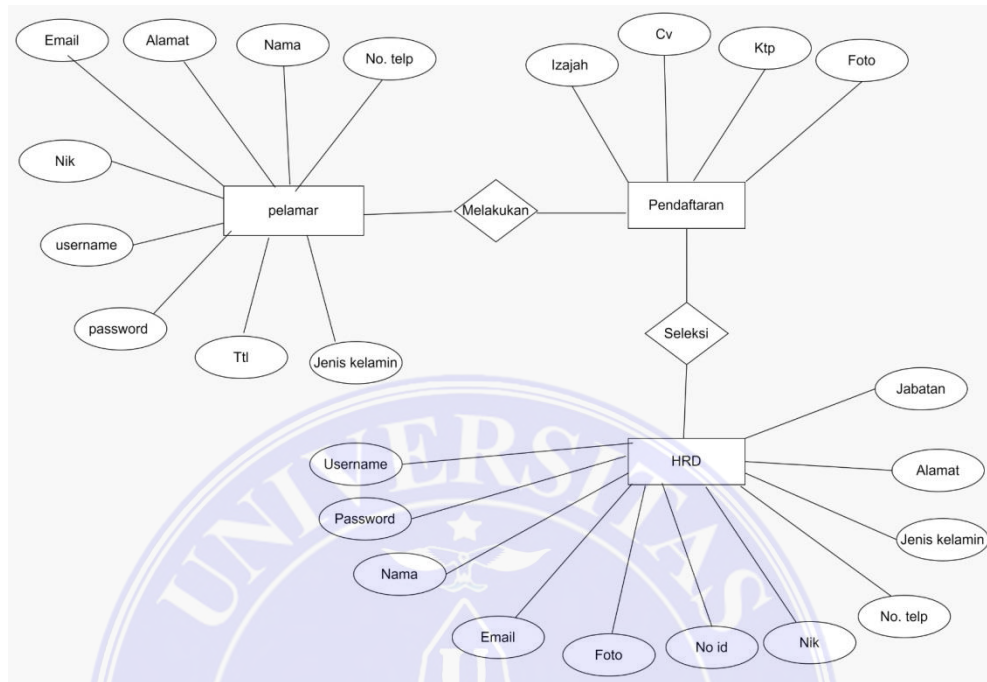 Email
Alamat
Nama
No. telp
Nik
username
password
Ttl
Jenis kelamin
pelamar
Melakukan
Izajah
Cv
Ktp
Foto
Pendaftaran
Seleksi
HRD
Username
Password
Nama
Email
Foto
No id
Nik
No. telp
Jenis kelamin
Alamat
Jabatan
UNIVERSITAS